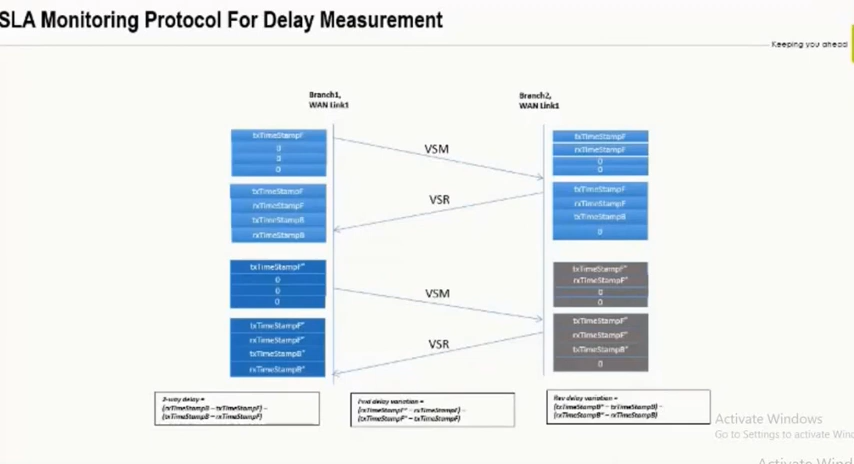 SLA Monitoring Protocol For Delay Measurement
Keeping you ahead
Branch1,
WAN Link1
Branch2,
WAN Link1
txTimeStampF
0
0
0
txTimeStampF
rxTimeStampF
0
0
VSM
txTimeStampF
rxTimeStampF
txTimeStampB
rxTimeStampB
VSR
txTimeStampF
rxTimeStampF
txTimeStampB
0
txTimeStampF"
0
0
0
VSM
txTimeStampF"
rxTimeStampF"
0
0
txTimeStampF"
rxTimeStampF"
txTimeStampB"
rxTimeStampB"
VSR
txTimeStampF"
rxTimeStampF"
txTimeStampB"
0
2-way delay =
(rxTimeStampB – txTimeStampF) –
(txTimeStampB – rxTimeStampF)
Fwd delay variation =
(rxTimeStampF" – rxTimeStampF) –
(txTimeStampF" – txTimeStampF)
Rev delay variation =
(txTimeStampB" – txTimeStampB) –
(rxTimeStampB" – rxTimeStampB)
Activate Windows
Go to Settings to activate Wind
Activate Wind